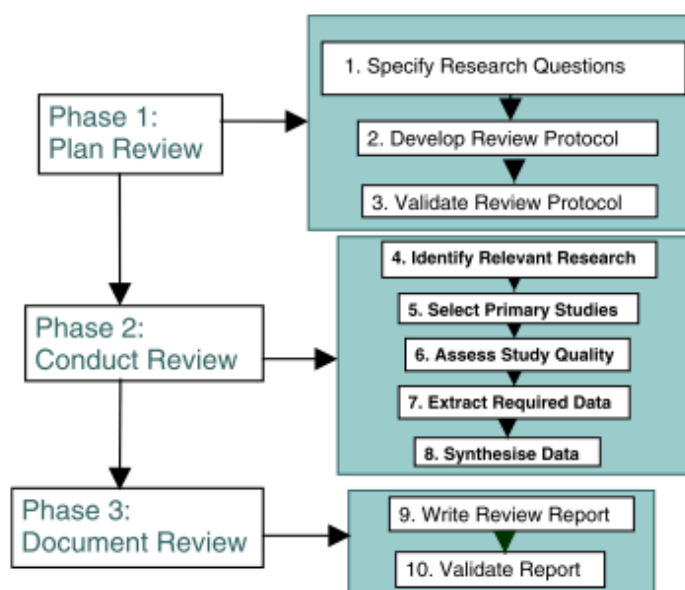 Phase 1:
Plan Review
1. Specify Research Questions
2. Develop Review Protocol
3. Validate Review Protocol
Phase 2:
Conduct Review
4. Identify Relevant Research
5. Select Primary Studies
6. Assess Study Quality
7. Extract Required Data
8. Synthesise Data
Phase 3:
Document Review
9. Write Review Report
10. Validate Report